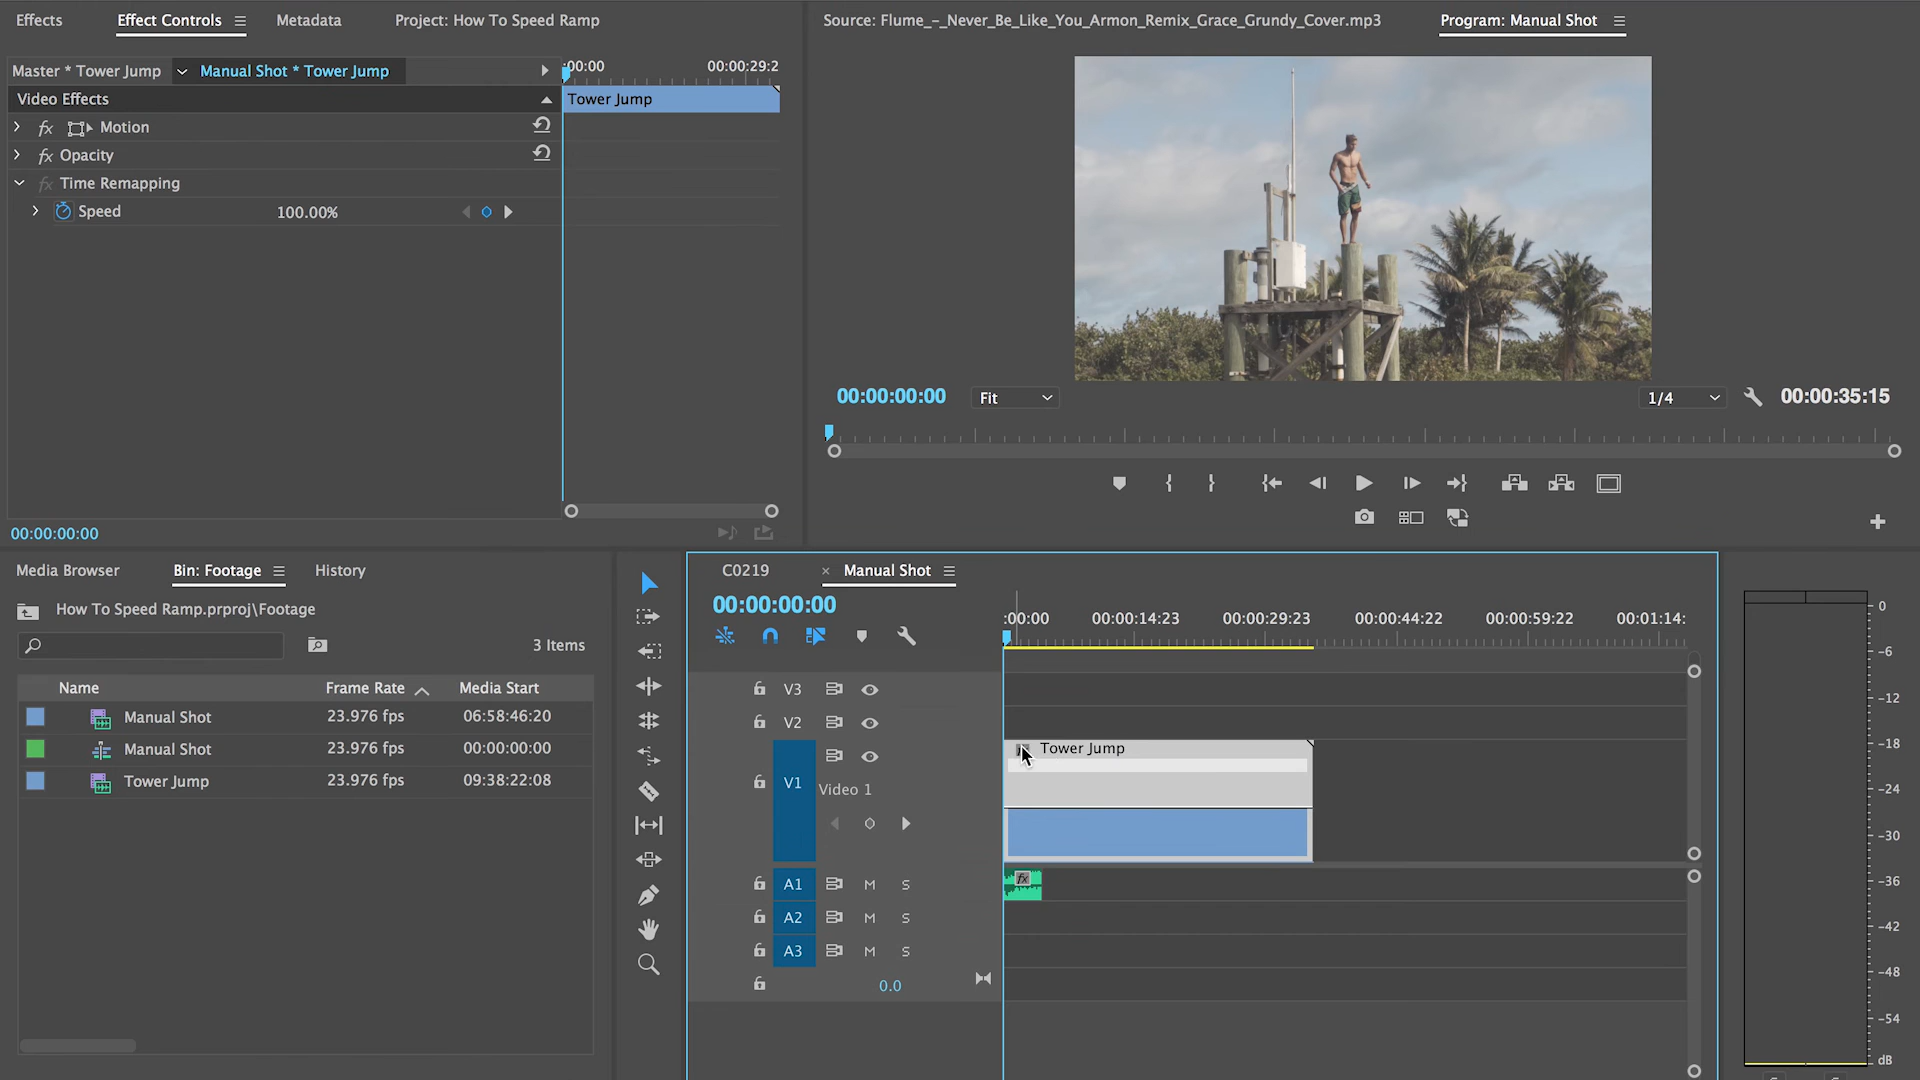 Effects
Effect Controls
Metadata
Project: How To Speed Ramp
Source: Flume_-_Never_Be_Like_You_Armon_Remix_Grace_Grundy_Cover.mp3
Program: Manual Shot
Master * Tower Jump
Manual Shot * Tower Jump
:00:00
00:00:29:2
Video Effects
Tower Jump
fx Motion
fx Opacity
fx Time Remapping
Speed
100.00%
00:00:00:00
Fit
1/4
00:00:35:15
00:00:00:00
Media Browser
Bin: Footage
History
How To Speed Ramp.prproj\Footage
3 Items
Name
Frame Rate
Media Start
Manual Shot
23.976 fps
06:58:46:20
Manual Shot
23.976 fps
00:00:00:00
Tower Jump
23.976 fps
09:38:22:08
C0219
× Manual Shot
00:00:00:00
:00:00
00:00:14:23
00:00:29:23
00:00:44:22
00:00:59:22
00:01:14:
V3
V2
V1
Video 1
Tower Jump
A1
M
S
fx
A2
M
S
A3
M
S
0.0
0
-6
-12
-18
-24
-30
-36
-42
-48
-54
dB